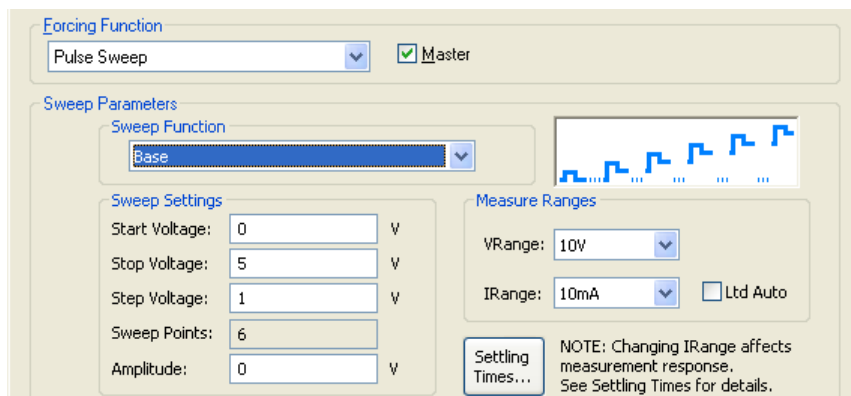 Forcing Function
Pulse Sweep
Master
Sweep Parameters
Sweep Function
Base
Sweep Settings
Start Voltage: 0 V
Stop Voltage: 5 V
Step Voltage: 1 V
Sweep Points: 6
Amplitude: 0 V
Measure Ranges
VRange: 10V
IRange: 10mA Ltd Auto
Settling
Times...
NOTE: Changing IRange affects
measurement response.
See Settling Times for details.